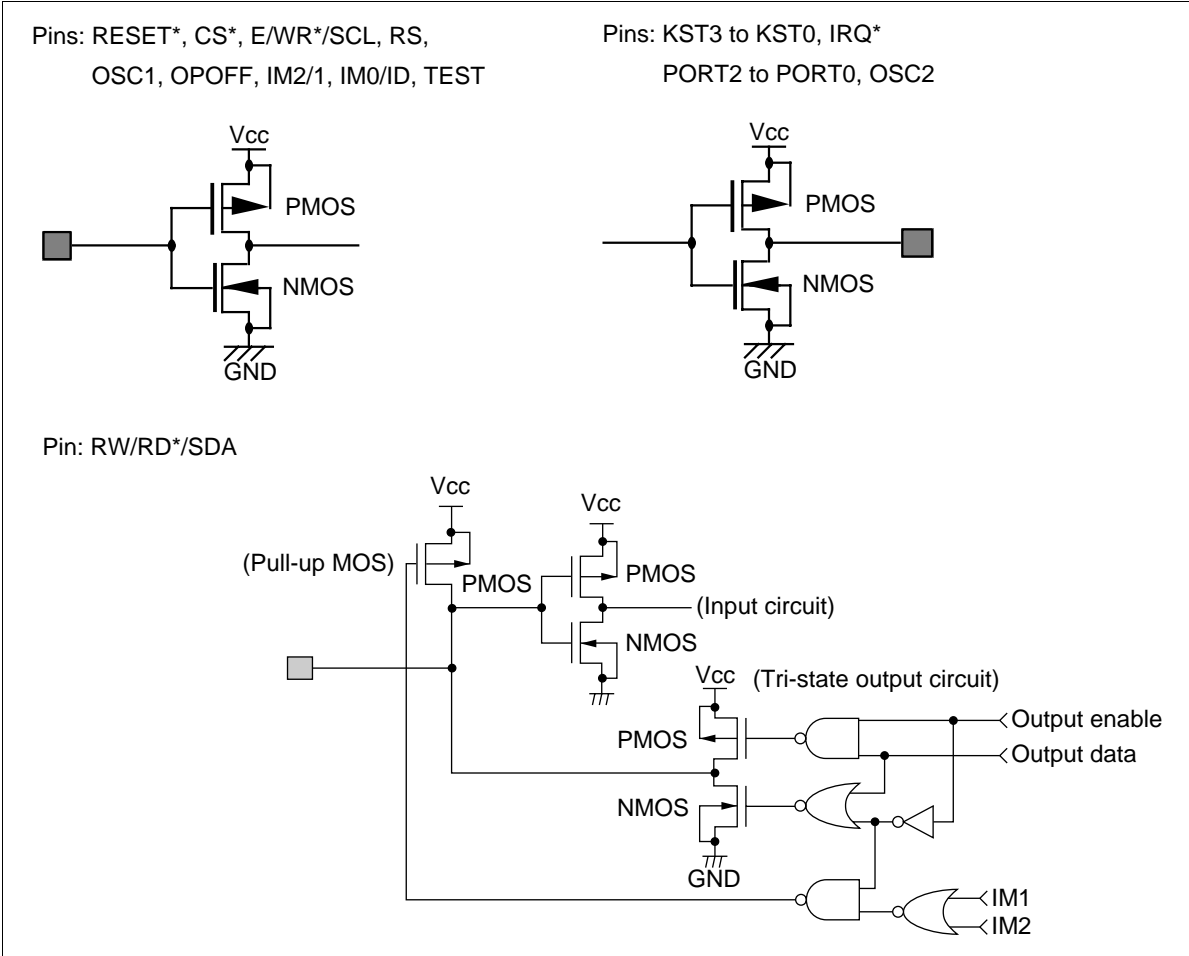 Pins: RESET*, CS*, E/WR*/SCL, RS,
OSC1, OPOFF, IM2/1, IM0/ID, TEST
Vcc
PMOS
NMOS
GND
Pins: KST3 to KST0, IRQ*
PORT2 to PORT0, OSC2
Vcc
PMOS
NMOS
GND
Pin: RW/RD*/SDA
Vcc
Vcc
(Pull-up MOS)
PMOS
PMOS
(Input circuit)
NMOS
Vcc
(Tri-state output circuit)
Output enable
PMOS
Output data
NMOS
GND
IM1
IM2